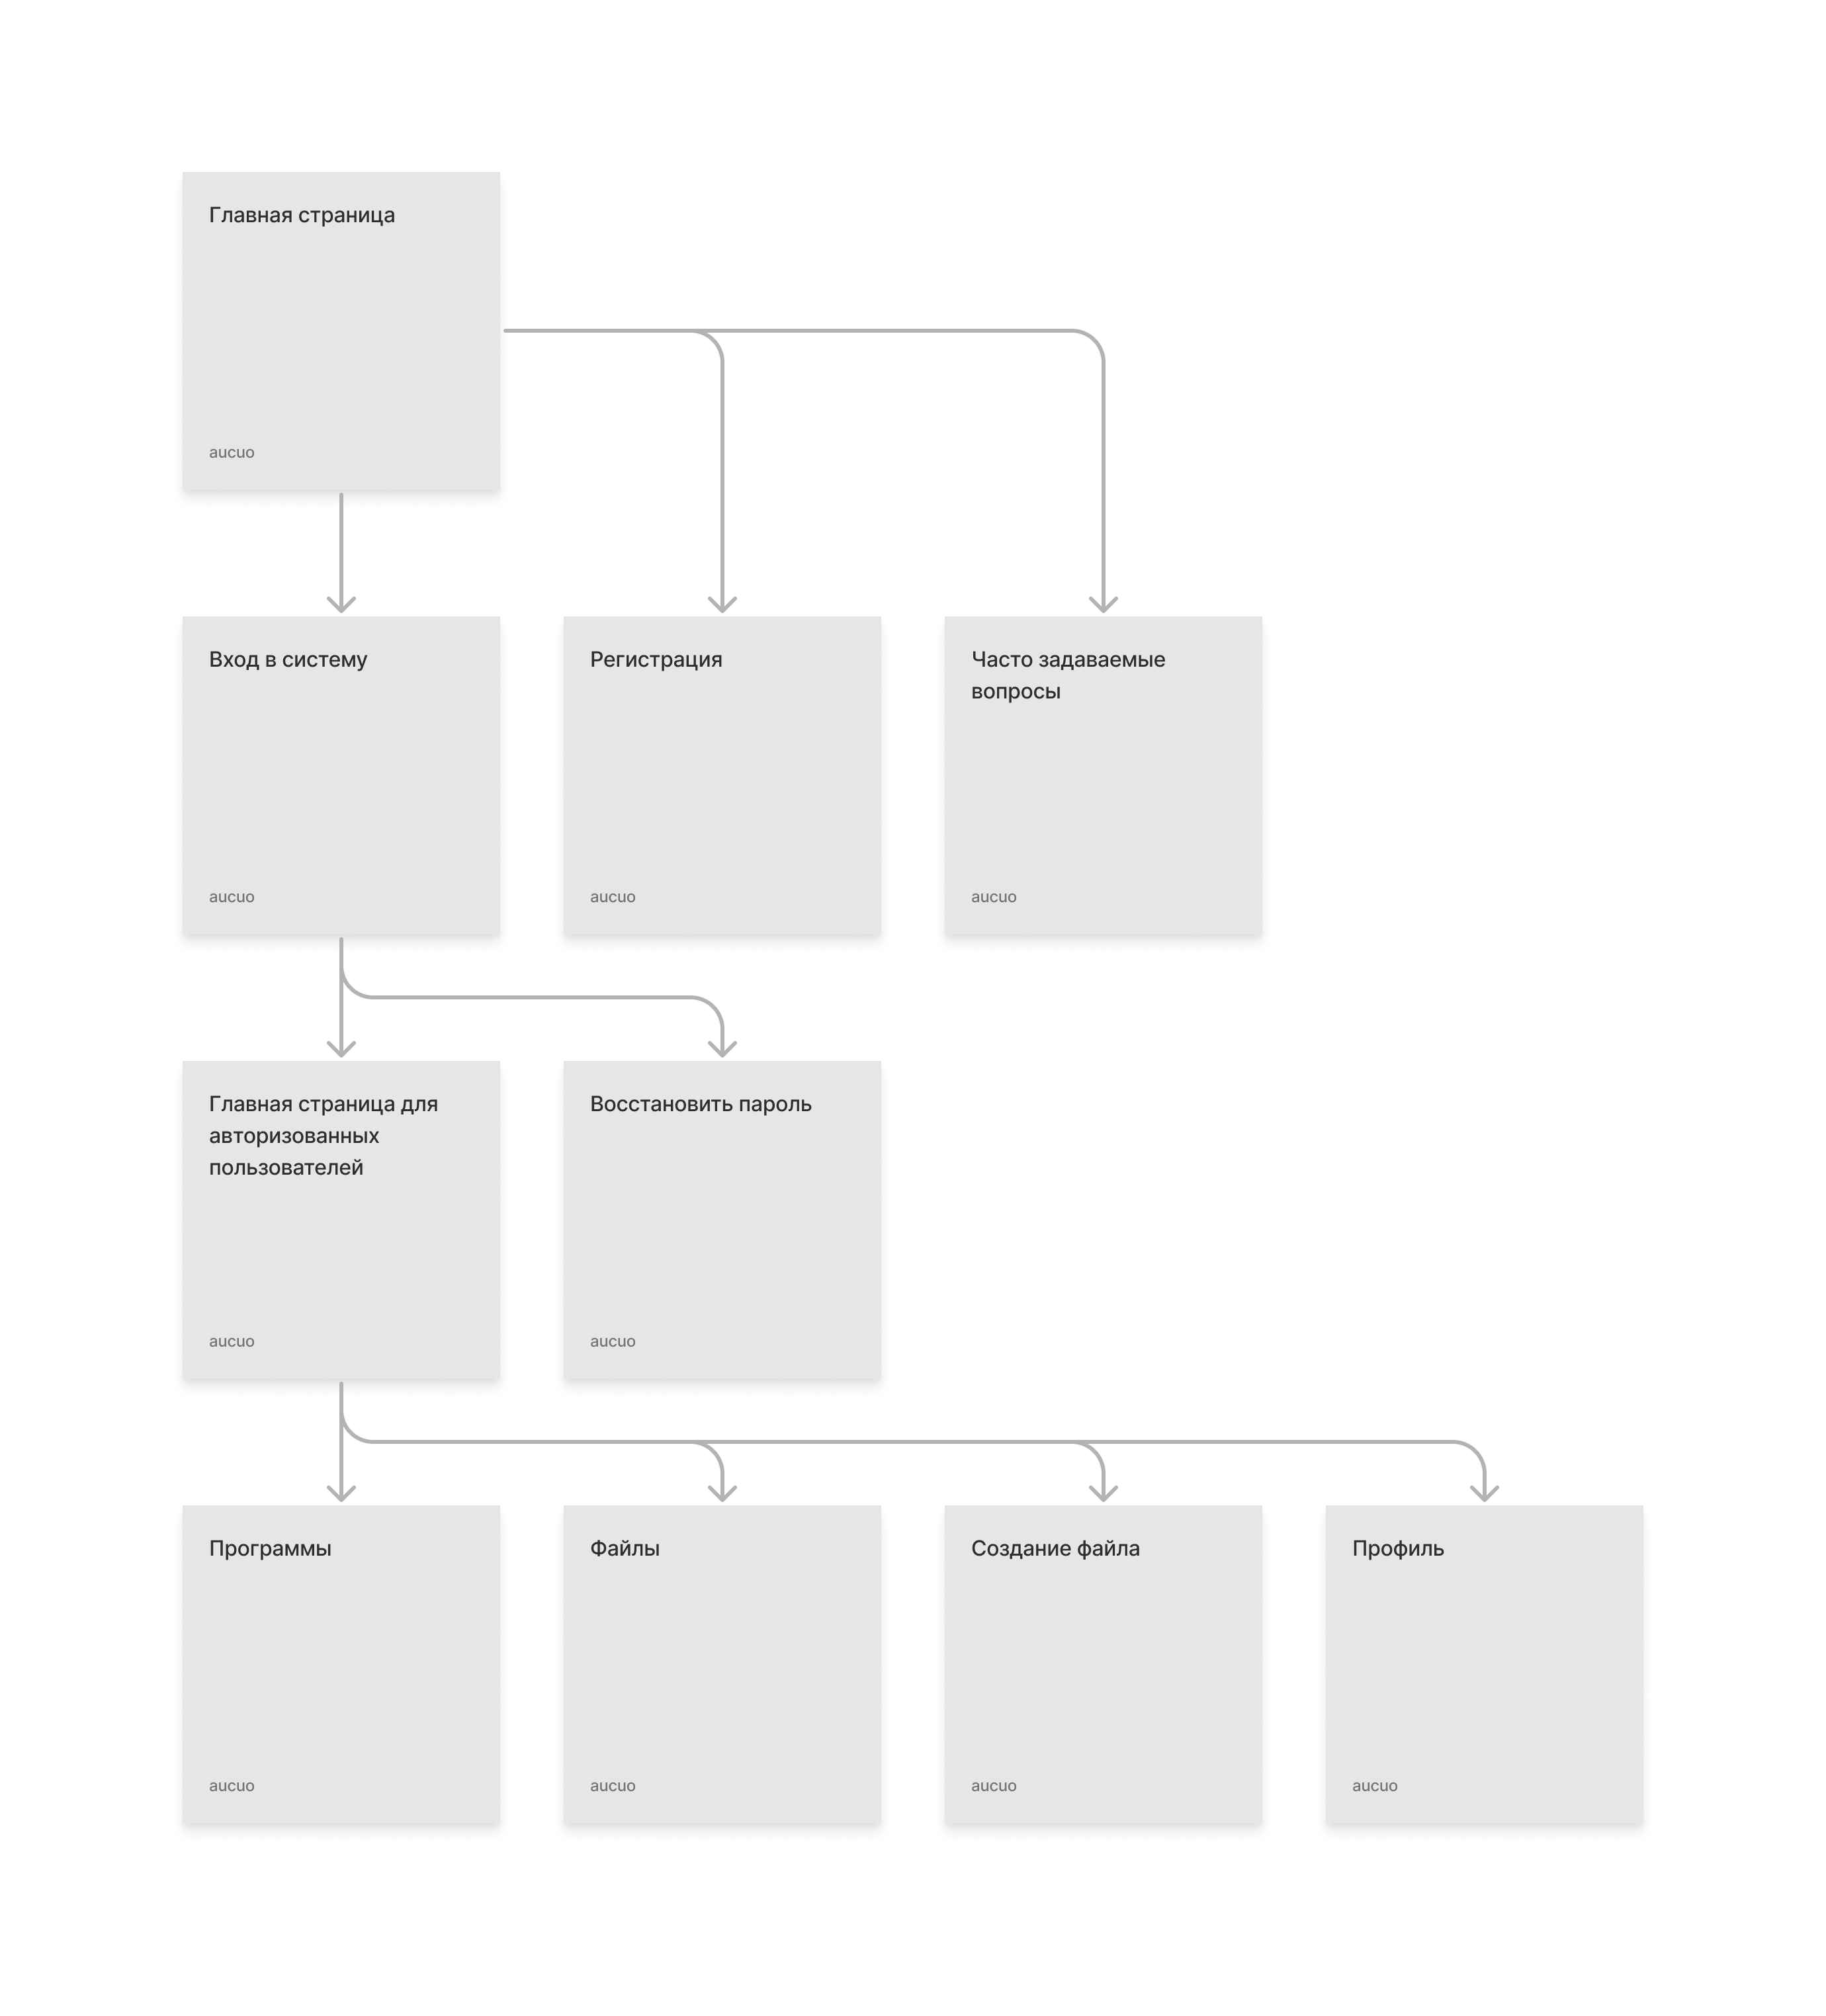 Главная страница
aucuo
Вход в систему
aucuo
Регистрация
aucuo
Часто задаваемые
вопросы
aucuo
Главная страница для
авторизованных
пользователей
aucuo
Восстановить пароль
aucuo
Программы
aucuo
Файлы
aucuo
Создание файла
aucuo
Профиль
aucuo